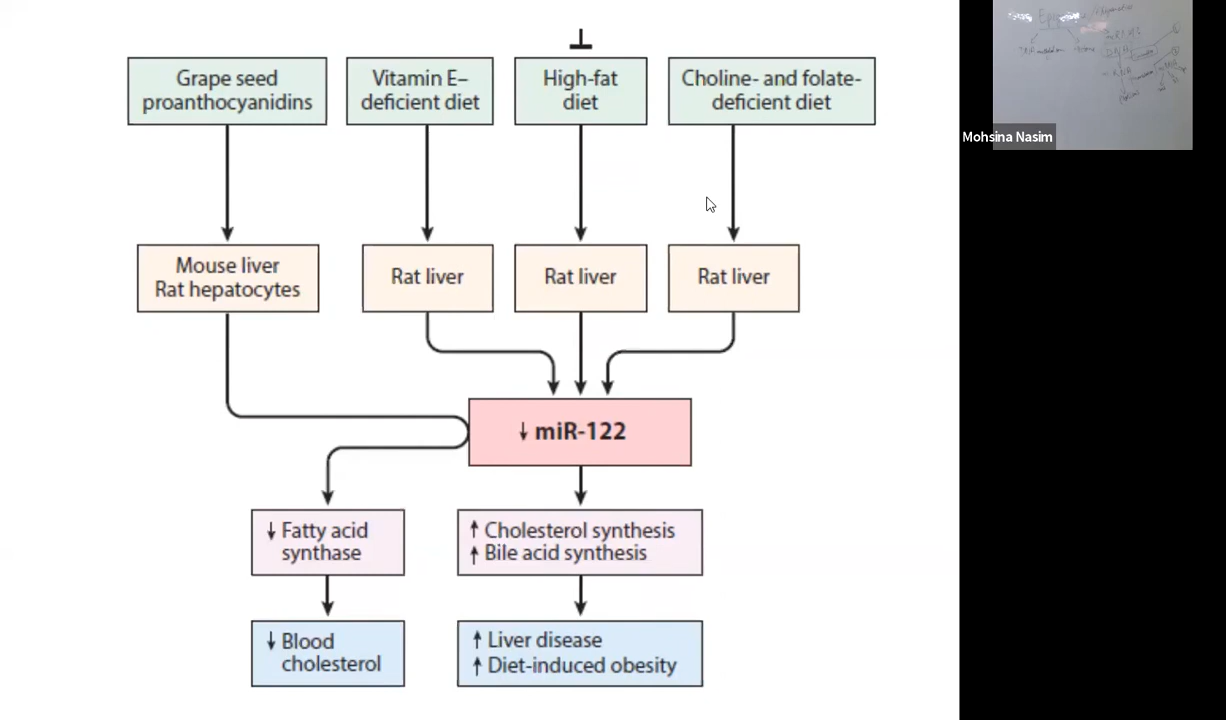 Grape seed
proanthocyanidins
Vitamin E–
deficient diet
High-fat
diet
Choline- and folate-
deficient diet
Mouse liver
Rat hepatocytes
Rat liver
Rat liver
Rat liver
↓ miR-122
↓ Fatty acid
synthase
↑ Cholesterol synthesis
↑ Bile acid synthesis
↓ Blood
cholesterol
↑ Liver disease
↑ Diet-induced obesity
Mohsina Nasim